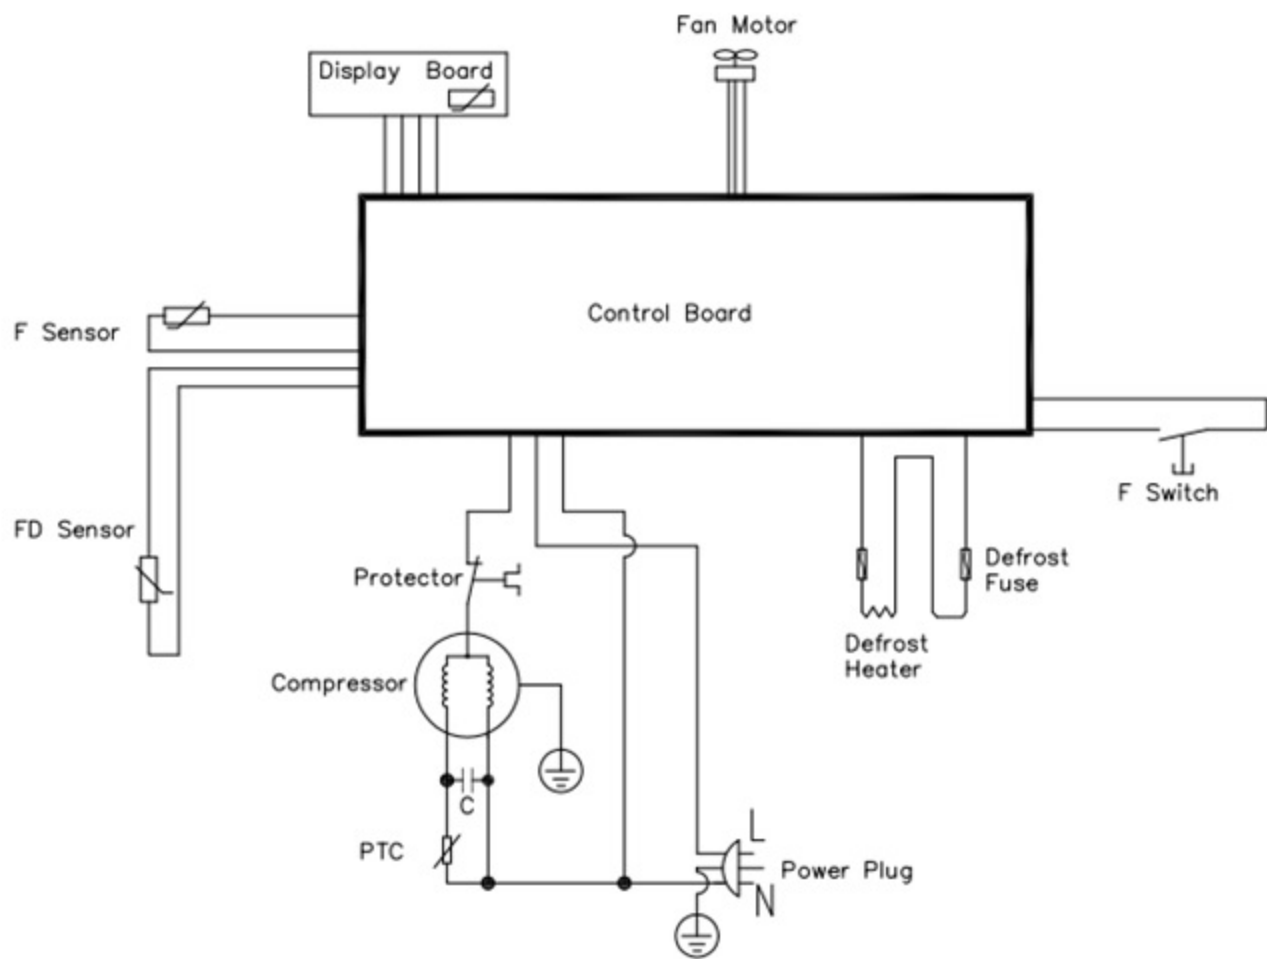 Fan Motor
Display Board
Control Board
F Sensor
F Switch
FD Sensor
Defrost
Fuse
Protector
Defrost
Heater
Compressor
C
L
PTC
Power Plug
N